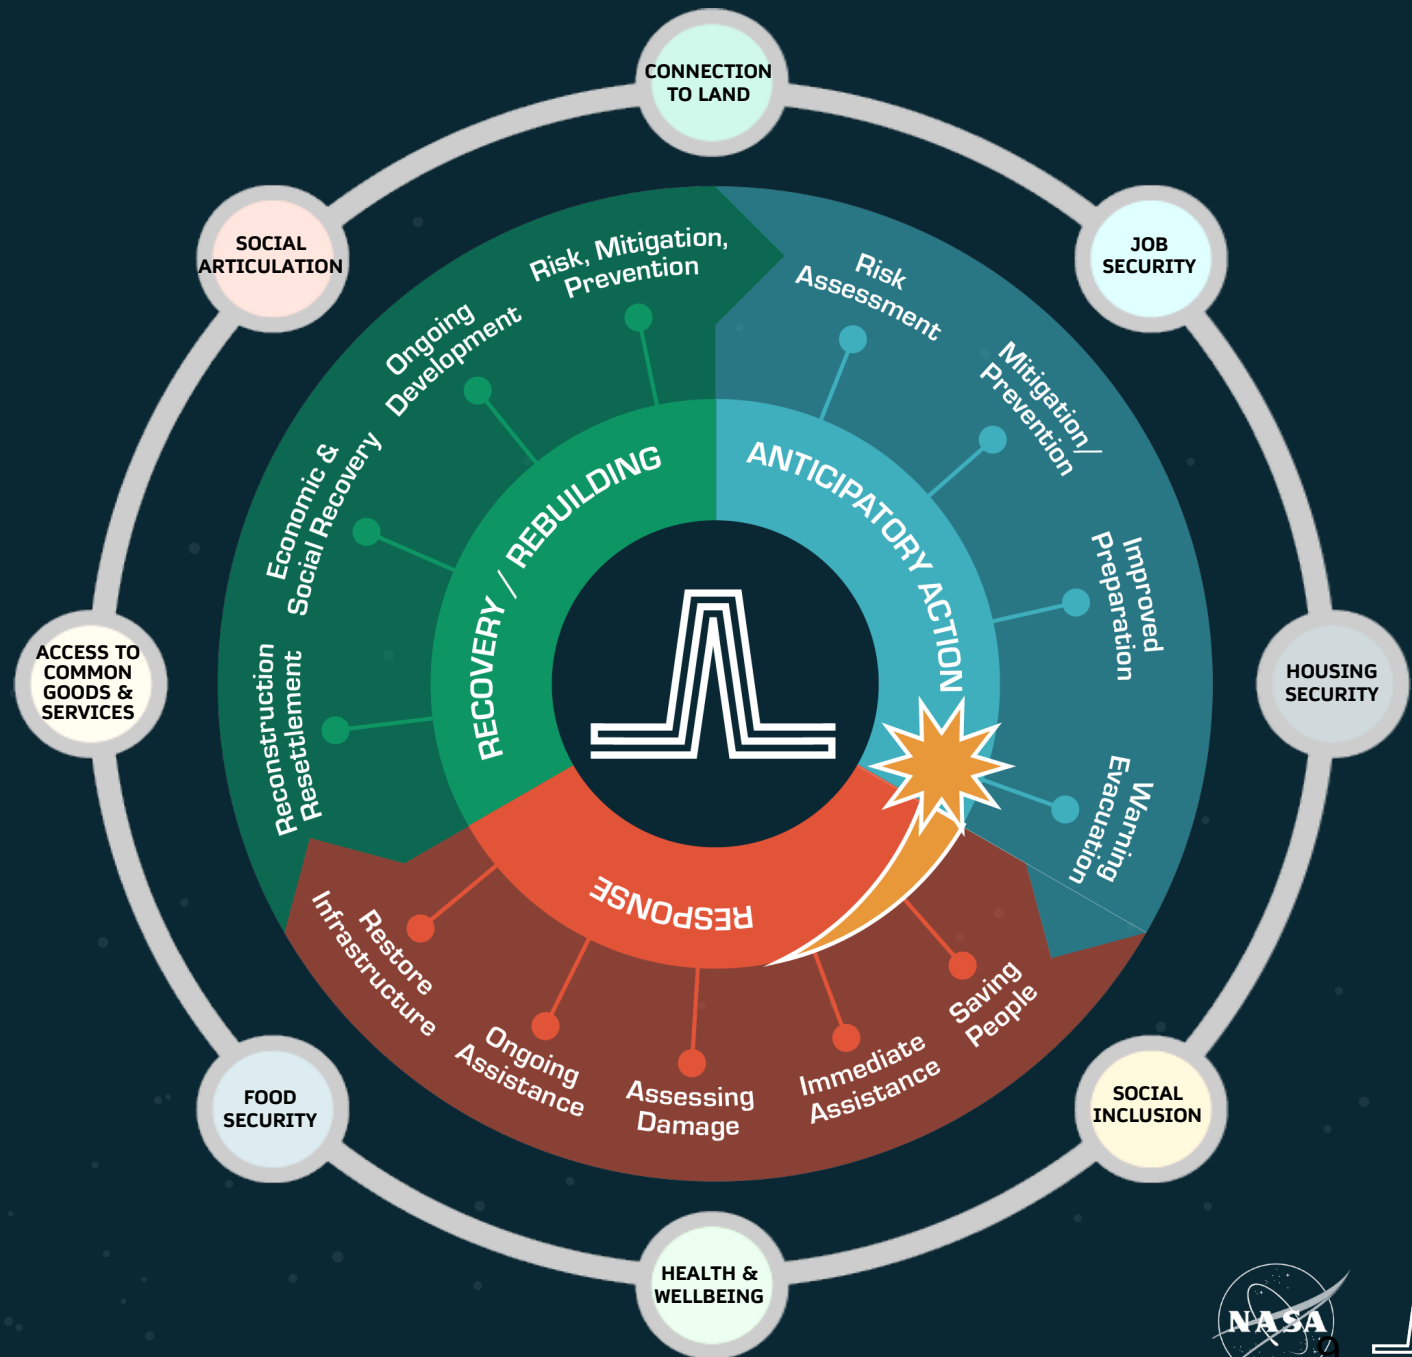 CONNECTION
TO LAND
JOB
SECURITY
HOUSING
SECURITY
SOCIAL
INCLUSION
HEALTH &
WELLBEING
FOOD
SECURITY
ACCESS TO
COMMON
GOODS &
SERVICES
SOCIAL
ARTICULATION
ANTICIPATORY ACTION
Risk
Assessment
Mitigation/
Prevention
Improved
Preparation
Warning
Evacuation
RESPONSE
Saving
People
Immediate
Assistance
Assessing
Damage
Ongoing
Assistance
Restore
Infrastructure
RECOVERY / REBUILDING
Reconstruction
Resettlement
Economic &
Social Recovery
Ongoing
Development
Risk, Mitigation,
Prevention
NASA
9